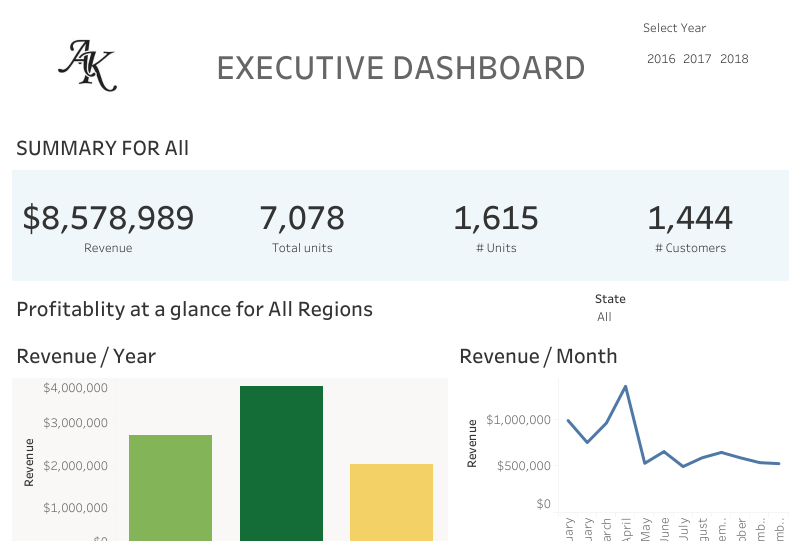 AK
Select Year
2016 2017 2018
EXECUTIVE DASHBOARD
SUMMARY FOR All
$8,578,989 7,078 1,615 1,444
Revenue Total units # Units # Customers
Profitablity at a glance for All Regions
State
All
Revenue / Year
$4,000,000
$3,000,000
$2,000,000
$1,000,000
$0
Revenue
Revenue / Month
$1,000,000
$500,000
$0
Revenue
uary
uary
arch
April
May
June
July
gust
em..
ober
mb..
mb..